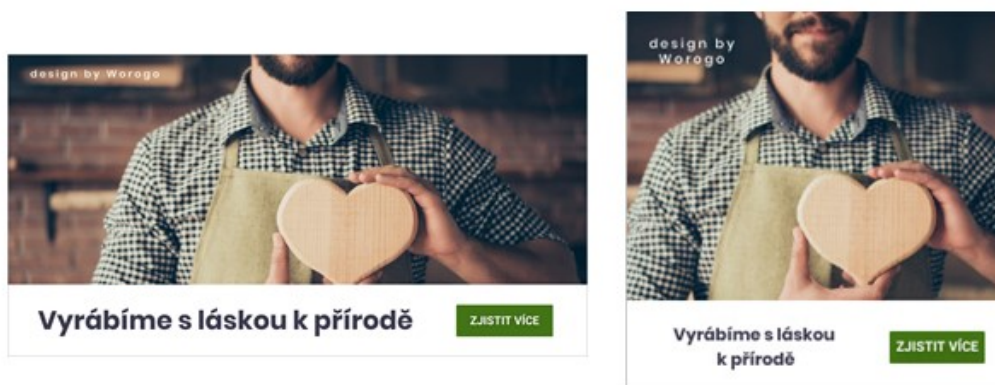 design by Worogo
Vyrábíme s láskou k přírodě
ZJISTIT VÍCE
design by
Worogo
Vyrábíme s láskou
k přírodě
ZJISTIT VÍCE